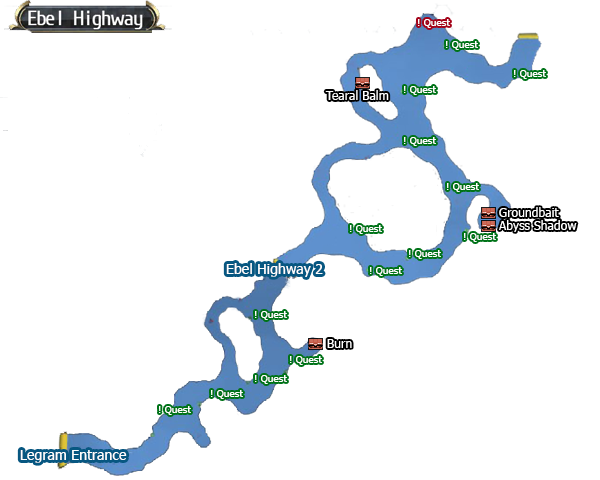 Ebel Highway
! Quest
! Quest
! Quest
! Quest
Tearal Balm
! Quest
! Quest
Groundbait
Abyss Shadow
! Quest
! Quest
! Quest
Ebel Highway 2
! Quest
! Quest
Burn
! Quest
! Quest
! Quest
! Quest
Legram Entrance